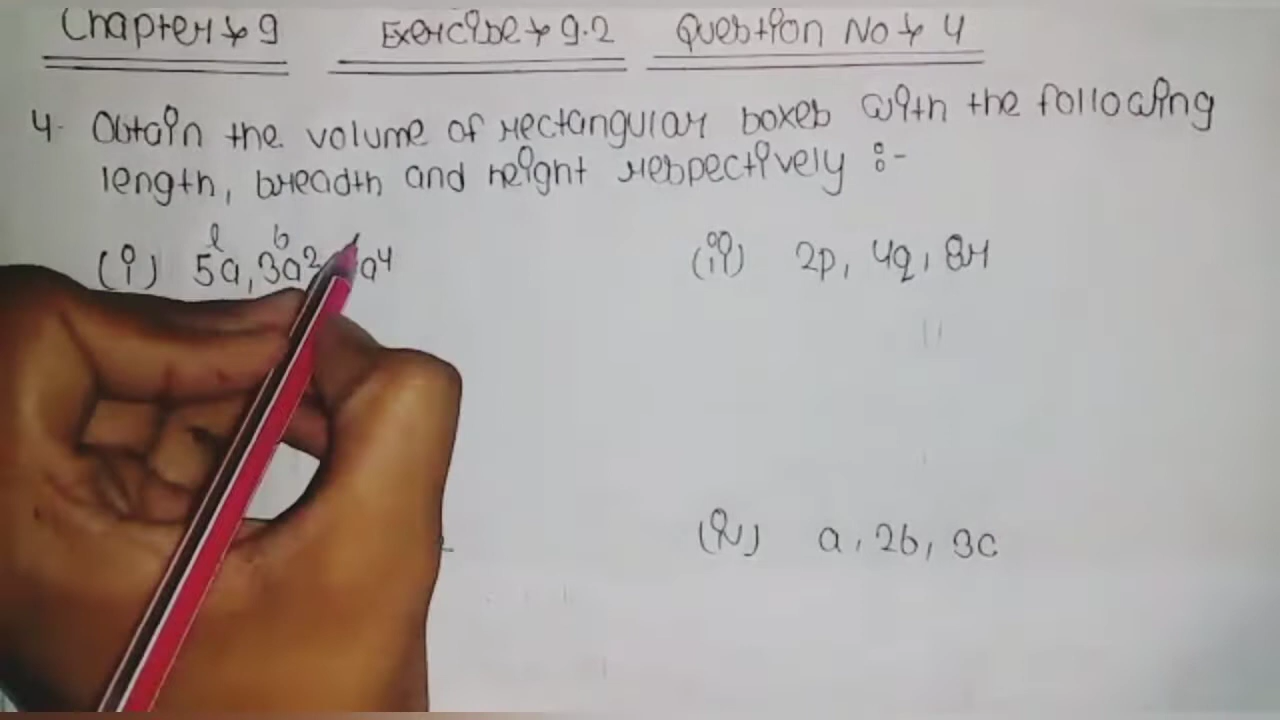 Chapter → 9 Exercise → 9.2 Question No → 4
4. Obtain the volume of rectangular boxes with the following
length, breadth and height respectively :-
l b
(i) 5a, 3a² a⁴ (ii) 2p, 4q, 8r
(iv) a, 2b, 3c